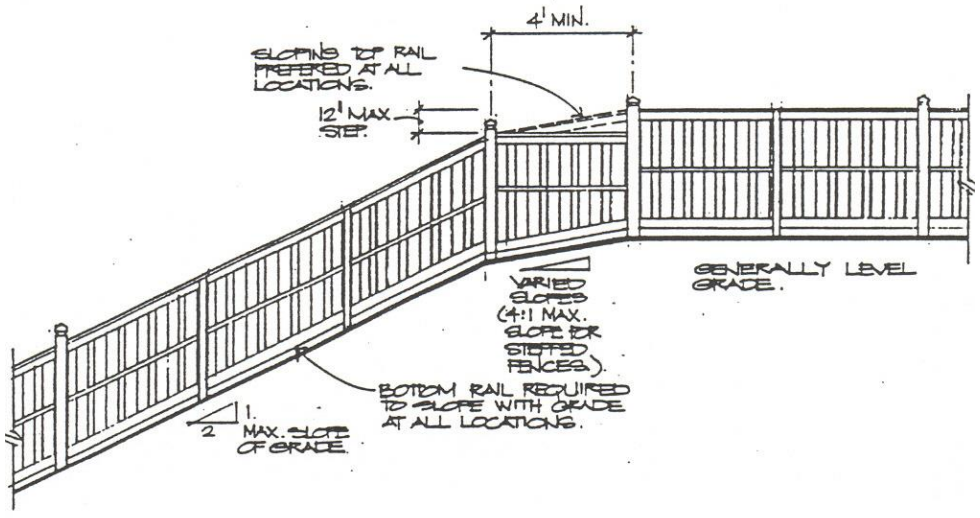 4' MIN.
SLOPING TOP RAIL
PREFERED AT ALL
LOCATIONS.
12' MAX.
STEP.
VARIED
SLOPES
(4:1 MAX.
SLOPE FOR
STEPPED
FENCES).
GENERALLY LEVEL
GRADE.
BOTTOM RAIL REQUIRED
TO SLOPE WITH GRADE
AT ALL LOCATIONS.
1.
2
MAX. SLOPE
OF GRADE.